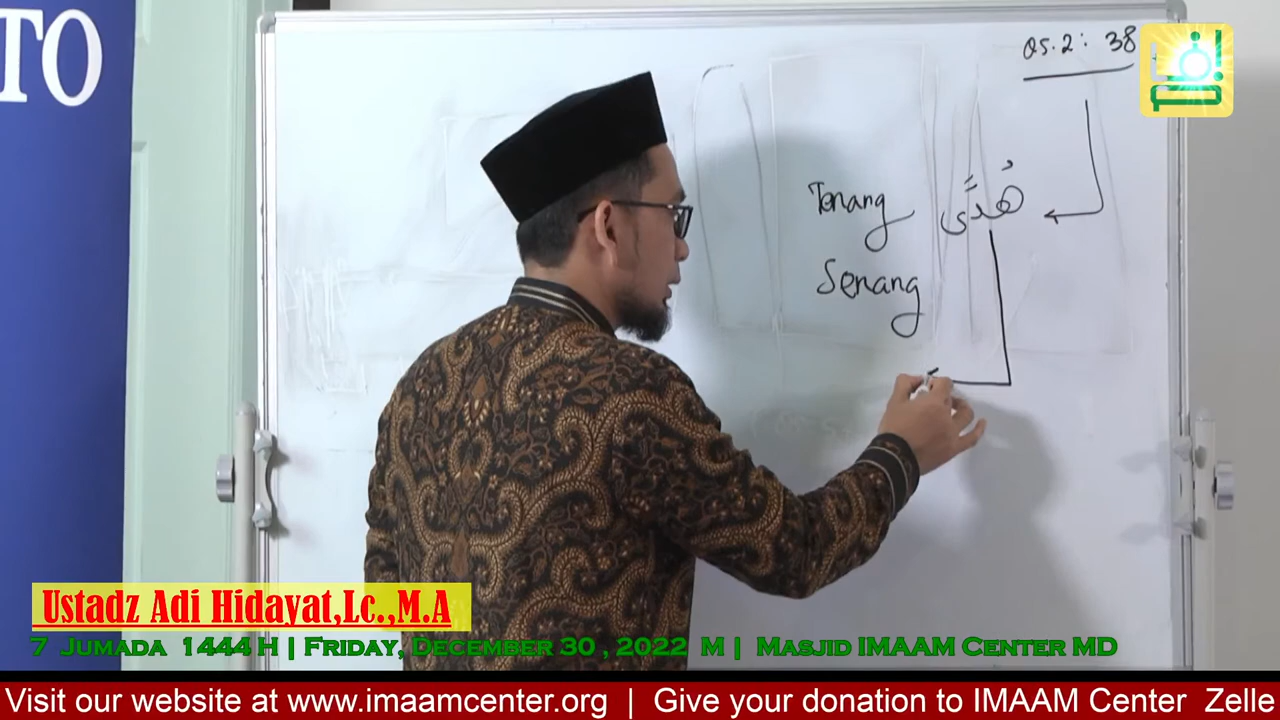 TO
QS. 2 : 38
Tenang هُدًى
Senang
Ustadz Adi Hidayat,Lc.,M.A
7 Jumada 1444 H | Friday, December 30 , 2022 M | Masjid IMAAM Center MD
Visit our website at www.imaamcenter.org | Give your donation to IMAAM Center Zelle